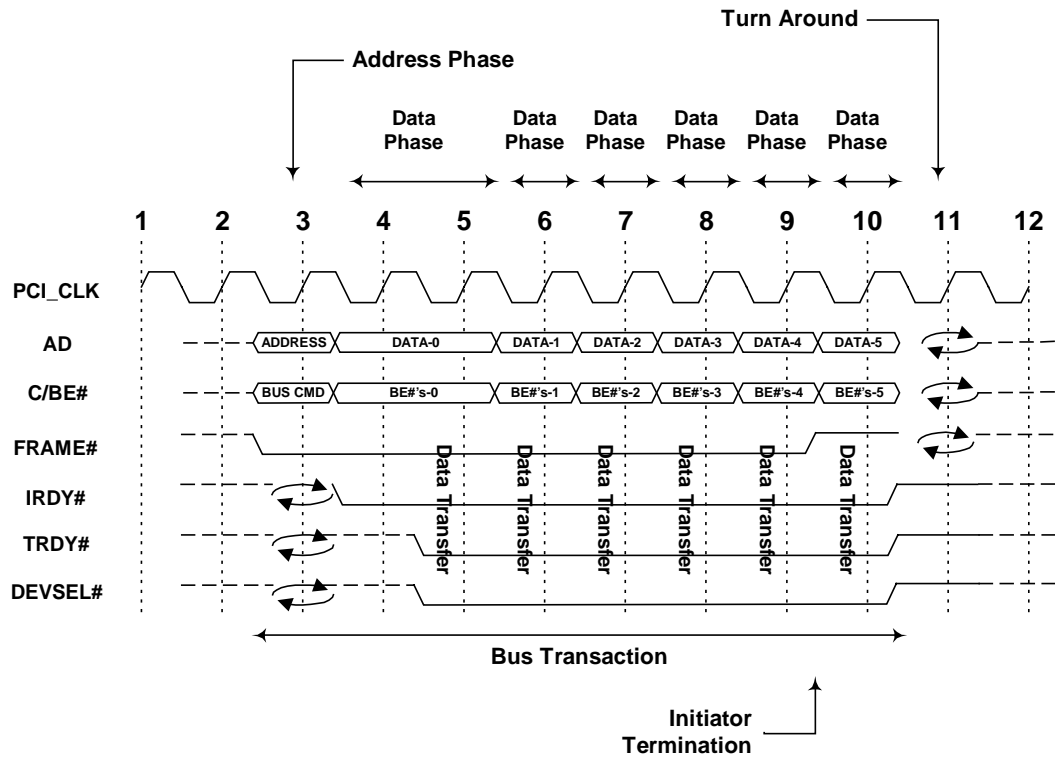 Turn Around
Address Phase
Data Phase
Data Phase
Data Phase
Data Phase
Data Phase
Data Phase
1 2 3 4 5 6 7 8 9 10 11 12
PCI_CLK
AD ADDRESS DATA-0 DATA-1 DATA-2 DATA-3 DATA-4 DATA-5
C/BE# BUS CMD BE#'s-0 BE#'s-1 BE#'s-2 BE#'s-3 BE#'s-4 BE#'s-5
FRAME#
IRDY#
TRDY#
DEVSEL#
Data Transfer
Data Transfer
Data Transfer
Data Transfer
Data Transfer
Data Transfer
Bus Transaction
Initiator
Termination